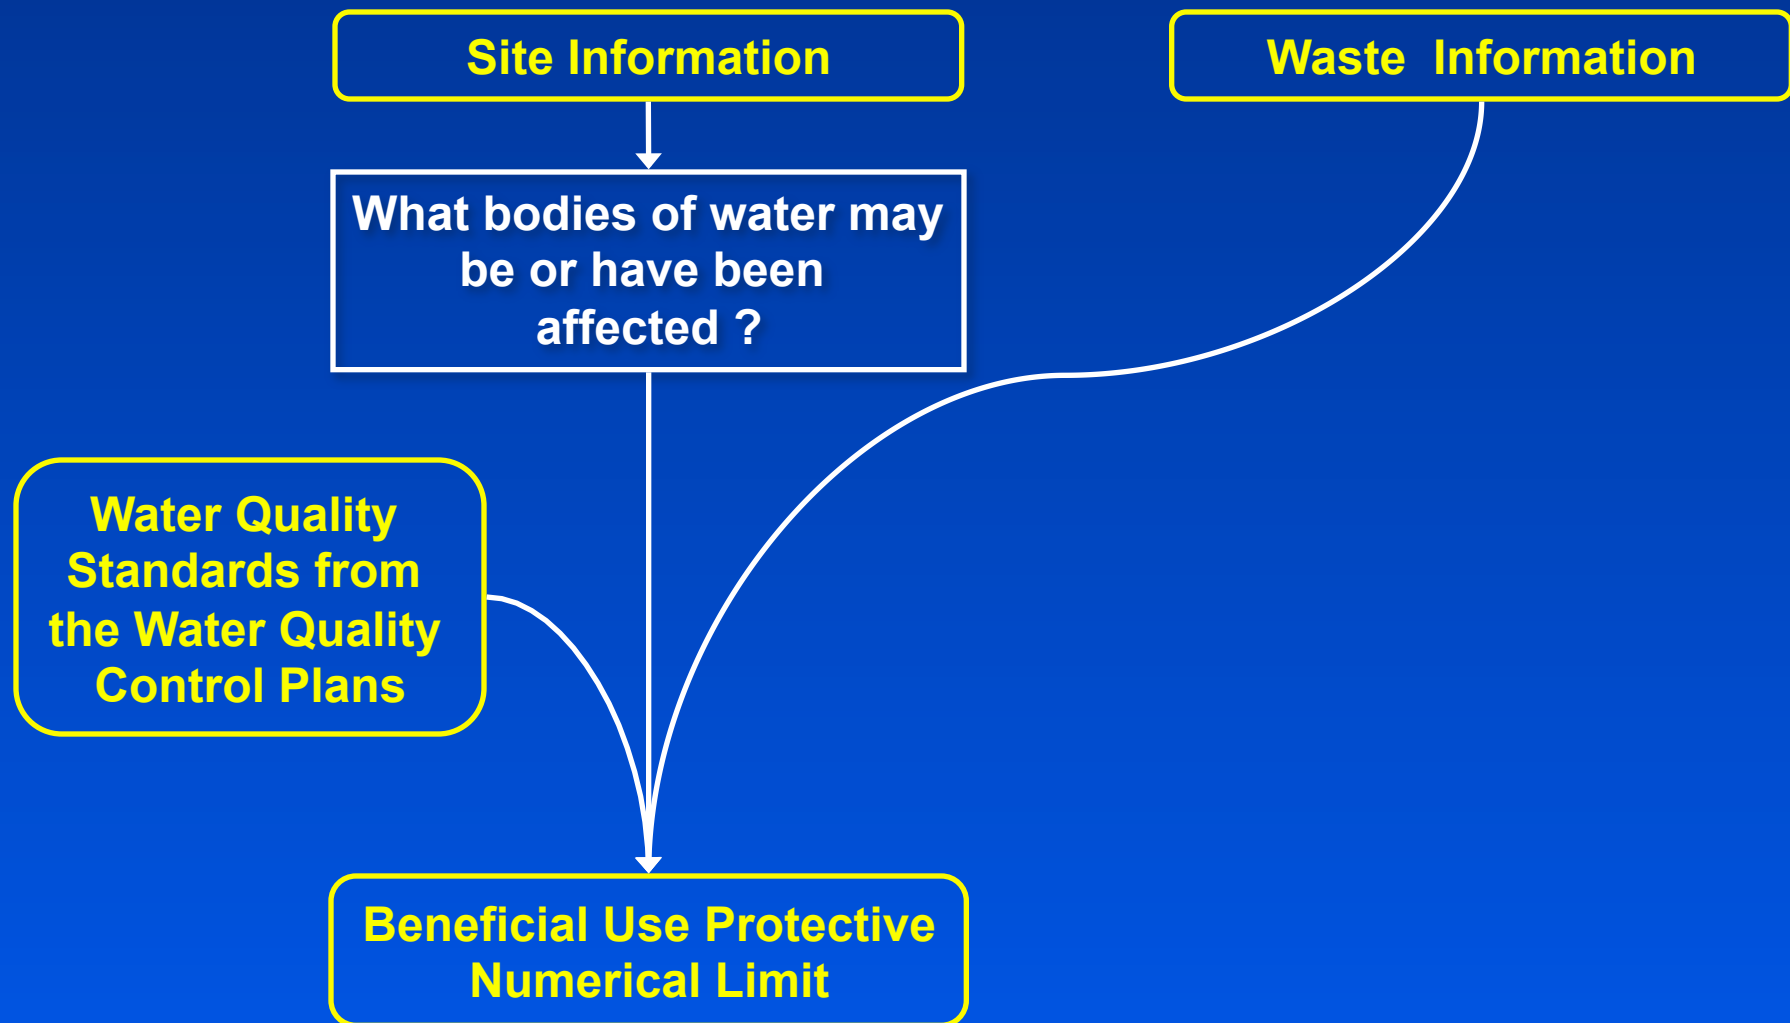 Site Information
Waste  Information
What bodies of water may
be or have been
affected ?
Water Quality
Standards from
the Water Quality
Control Plans
Beneficial Use Protective
Numerical Limit